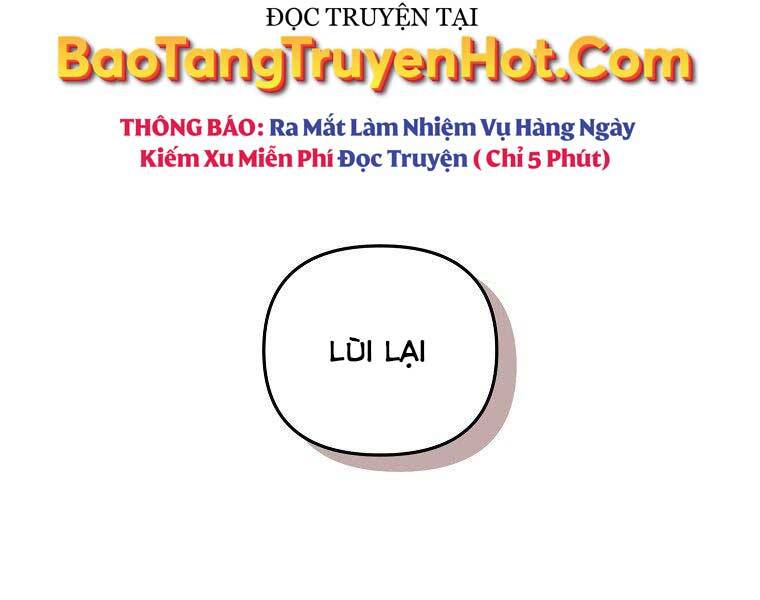 ĐỌC TRUYỆN TẠI
BaoTangTruyenHot.Com
THÔNG BÁO: Ra Mắt Làm Nhiệm Vụ Hàng Ngày
Kiếm Xu Miễn Phí Đọc Truyện ( Chỉ 5 Phút)
LÙI LẠI